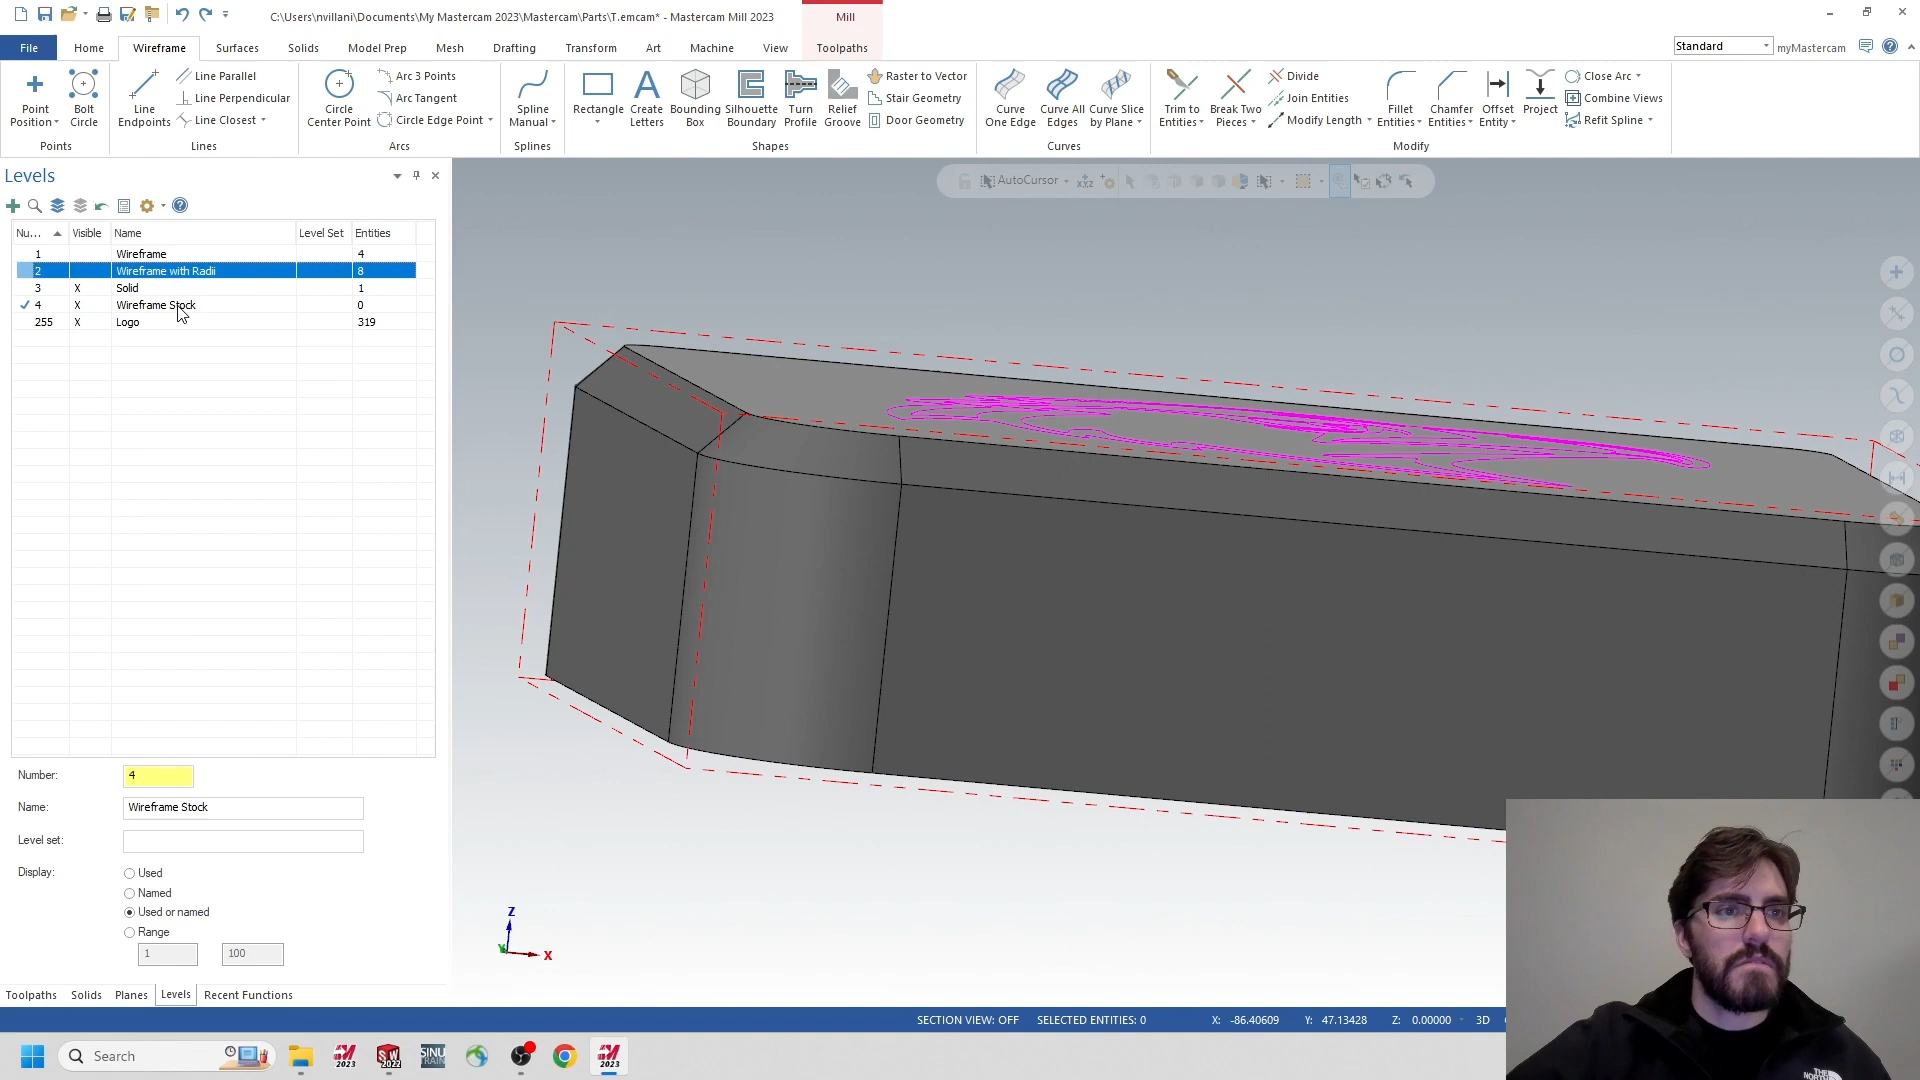 C:\Users\nvillani\Documents\My Mastercam 2023\Mastercam\Parts\T.emcam* - Mastercam Mill 2023
Mill
File Home Wireframe Surfaces Solids Model Prep Mesh Drafting Transform Art Machine View Toolpaths
Standard myMastercam
Point Position
Bolt Circle
Points
Line Endpoints
Line Parallel
Line Perpendicular
Line Closest
Lines
Circle Center Point
Arc 3 Points
Arc Tangent
Circle Edge Point
Arcs
Spline Manual
Splines
Rectangle
Create Letters
Bounding Box
Silhouette Boundary
Turn Profile
Relief Groove
Raster to Vector
Stair Geometry
Door Geometry
Shapes
Curve One Edge
Curve All Edges
Curve Slice by Plane
Curves
Trim to Entities
Break Two Pieces
Divide
Join Entities
Modify Length
Fillet Entities
Chamfer Entities
Offset Entity
Project
Close Arc
Combine Views
Refit Spline
Modify
Levels
AutoCursor
Nu... Visible Name Level Set Entities
1 Wireframe 4
2 Wireframe with Radii 8
3 X Solid 1
4 X Wireframe Stock 0
255 X Logo 319
Number: 4
Name: Wireframe Stock
Level set:
Display: Used
Named
Used or named
Range
1 100
Z
Y
X
Toolpaths Solids Planes Levels Recent Functions
SECTION VIEW: OFF SELECTED ENTITIES: 0 X: -86.40609 Y: 47.13428 Z: 0.00000 3D
Search
2023
SW
2022
SINU
TRAIN
2023
THE
NORTH